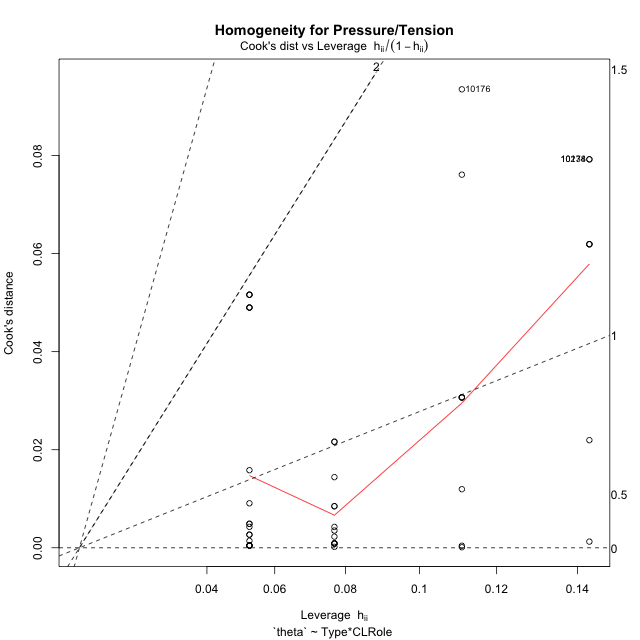 Homogeneity for Pressure/Tension
Cook's dist vs Leverage hii/(1 − hii)
2
1.5
10176
0.08
0.06
Cook's distance
0.04
1
0.02
0.5
0.00
0
0.04 0.06 0.08 0.1 0.12 0.14
Leverage hii
`theta` ~ Type*CLRole